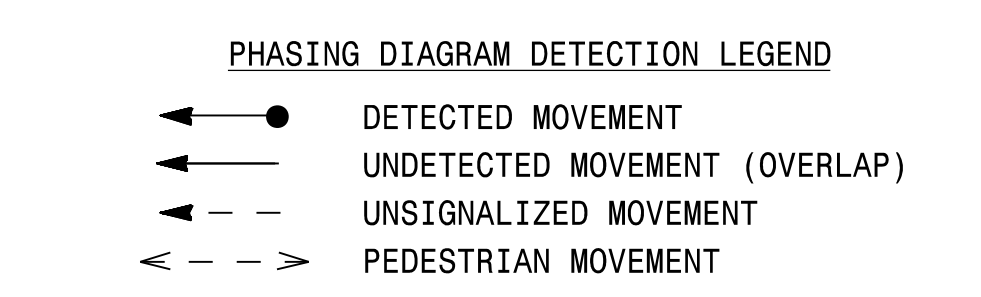 PHASING DIAGRAM DETECTION LEGEND
DETECTED MOVEMENT
UNDETECTED MOVEMENT (OVERLAP)
UNSIGNALIZED MOVEMENT
PEDESTRIAN MOVEMENT